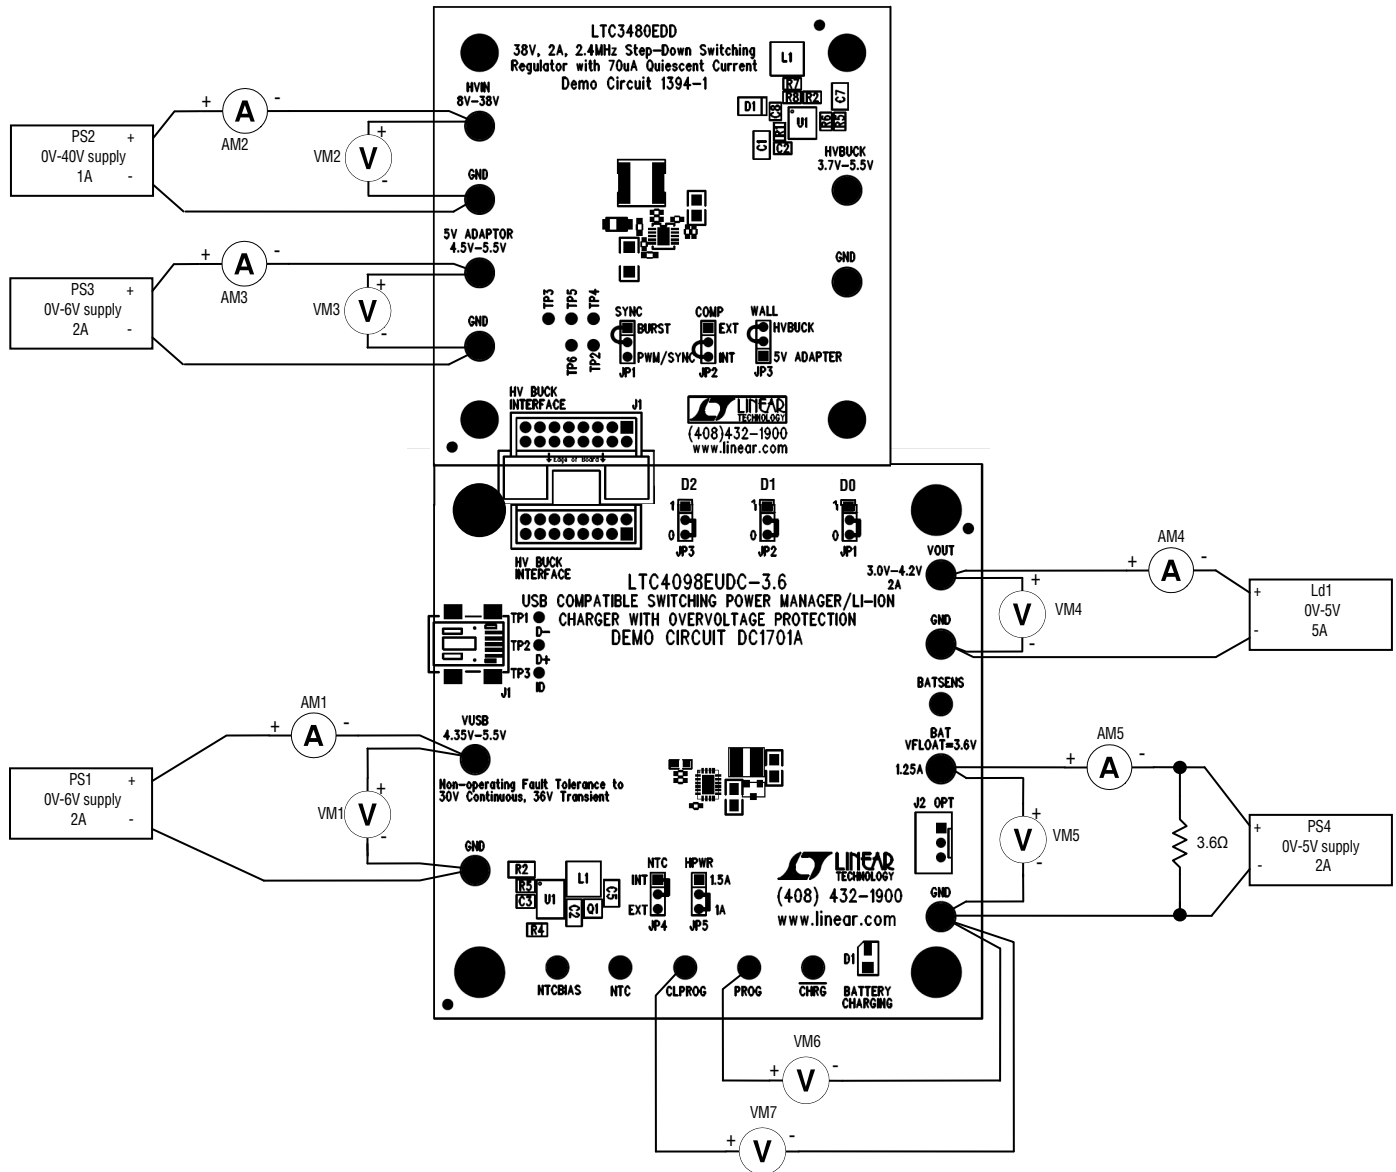 LTC3480EDD
38V, 2A, 2.4MHz Step-Down Switching
Regulator with 70uA Quiescent Current
Demo Circuit 1394-1
L1
R7
R8 R2
C7
D1
C8
U1
R1
R6
R5
C1
C2
HVIN
8V-38V
+ A -
AM2
PS2 +
0V-40V supply
1A -
+
VM2 V
-
GND
HVBUCK
3.7V-5.5V
5V ADAPTOR
4.5V-5.5V
+ A -
AM3
PS3 +
0V-6V supply
2A -
+
VM3 V
-
GND
GND
TP3
TP5
TP4
TP6
TP2
SYNC
BURST
PWM/SYNC
JP1
COMP
EXT
INT
JP2
WALL
HVBUCK
5V ADAPTER
JP3
HV BUCK
INTERFACE
J1
LINEAR
TECHNOLOGY
(408)432-1900
www.linear.com
Edge of Board
HV BUCK
INTERFACE
D2
1
0
JP3
D1
1
0
JP2
D0
1
0
JP1
LTC4098EUDC-3.6
USB COMPATIBLE SWITCHING POWER MANAGER/LI-ION
CHARGER WITH OVERVOLTAGE PROTECTION
DEMO CIRCUIT DC1701A
VOUT
3.0V-4.2V
2A
AM4
+ A -
+
V VM4
-
+ Ld1
0V-5V
- 5A
GND
TP1
D-
TP2
D+
TP3
ID
J1
BATSENS
AM1
+ A -
VUSB
4.35V-5.5V
PS1 +
0V-6V supply
2A -
+
VM1 V
-
Non-operating Fault Tolerance to
30V Continuous, 36V Transient
GND
BAT
VFLOAT=3.6V
1.25A
AM5
+ A -
+
V VM5
-
3.6Ω
+ PS4
0V-5V supply
- 2A
J2 OPT
GND
R2
R3
C3
U1
L1
C2
Q1
C5
R4
NTC
INT
EXT
JP4
HPWR
1.5A
1A
JP5
LINEAR
TECHNOLOGY
(408) 432-1900
www.linear.com
NTCBIAS
NTC
CLPROG
PROG
CHRG
D1
BATTERY
CHARGING
VM6
+ V -
VM7
+ V -